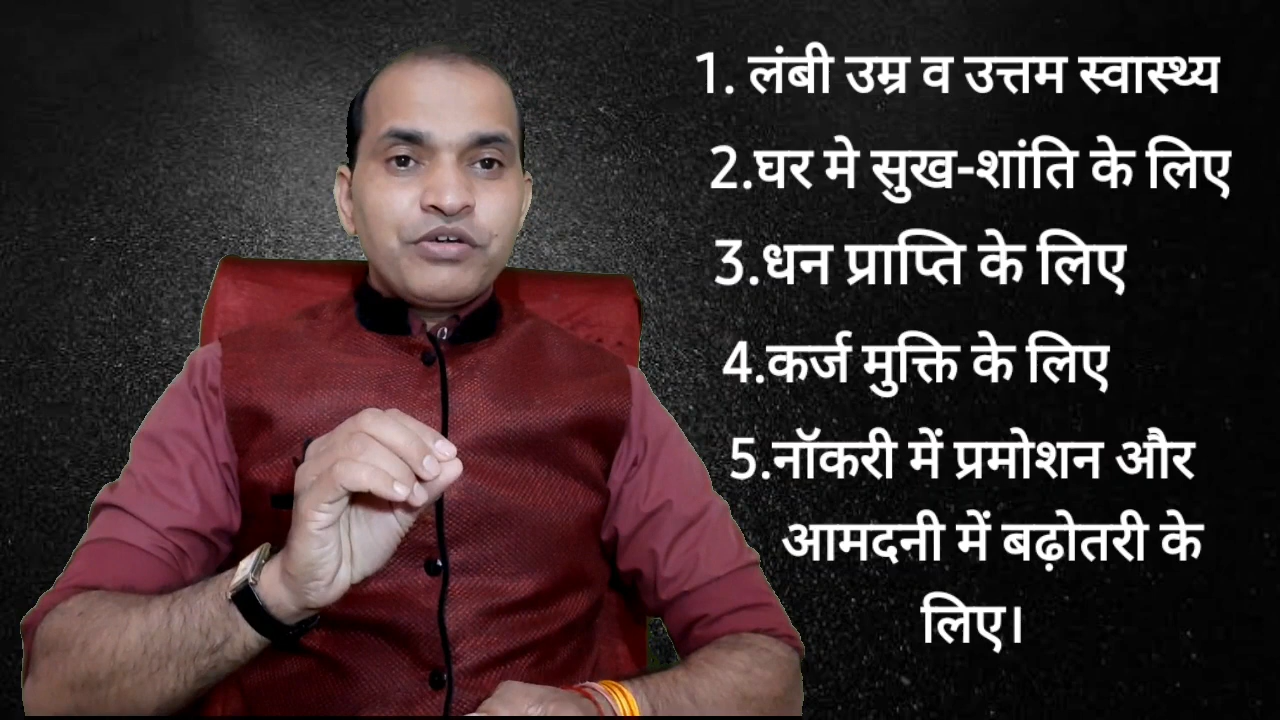 1. लंबी उम्र व उत्तम स्वास्थ्य
2.घर मे सुख-शांति के लिए
3.धन प्राप्ति के लिए
4.कर्ज मुक्ति के लिए
5.नॉकरी में प्रमोशन और
आमदनी में बढ़ोतरी के
लिए।